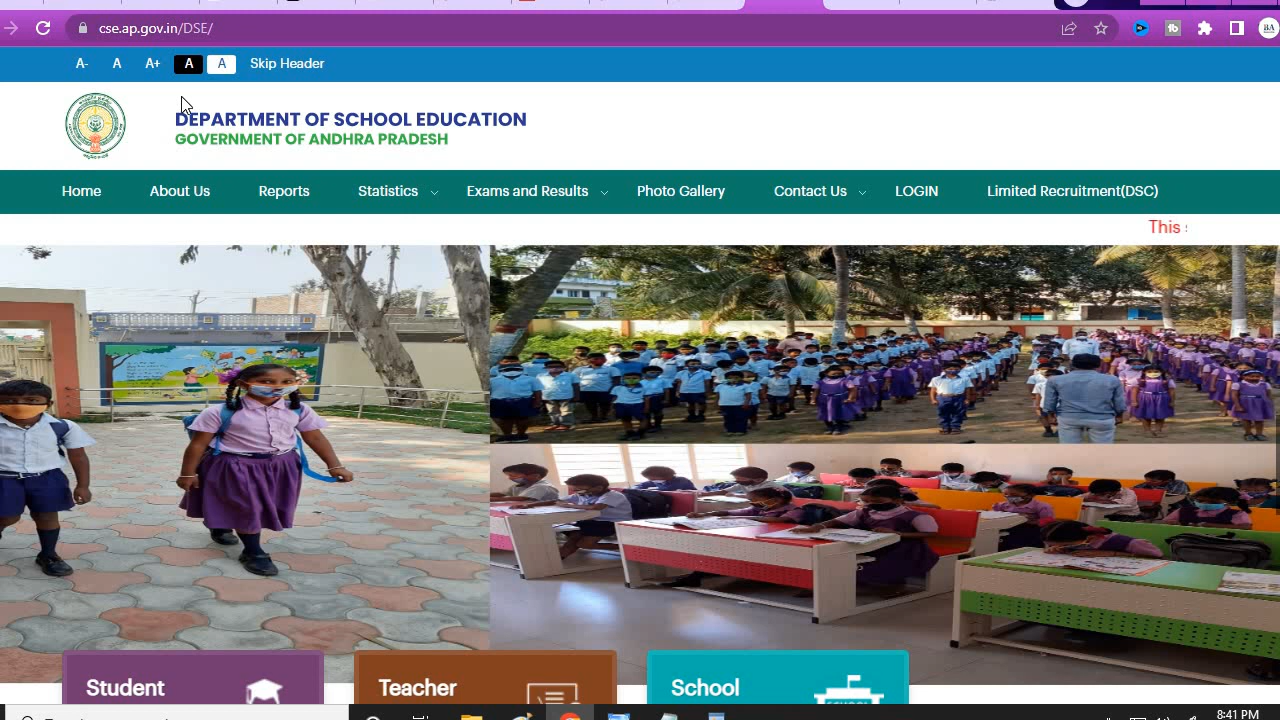 cse.ap.gov.in/DSE/
A- A A+ A A Skip Header
DEPARTMENT OF SCHOOL EDUCATION
GOVERNMENT OF ANDHRA PRADESH
Home About Us Reports Statistics Exams and Results Photo Gallery Contact Us LOGIN Limited Recruitment(DSC)
This
Student Teacher School
SCHOOL
8:41 PM